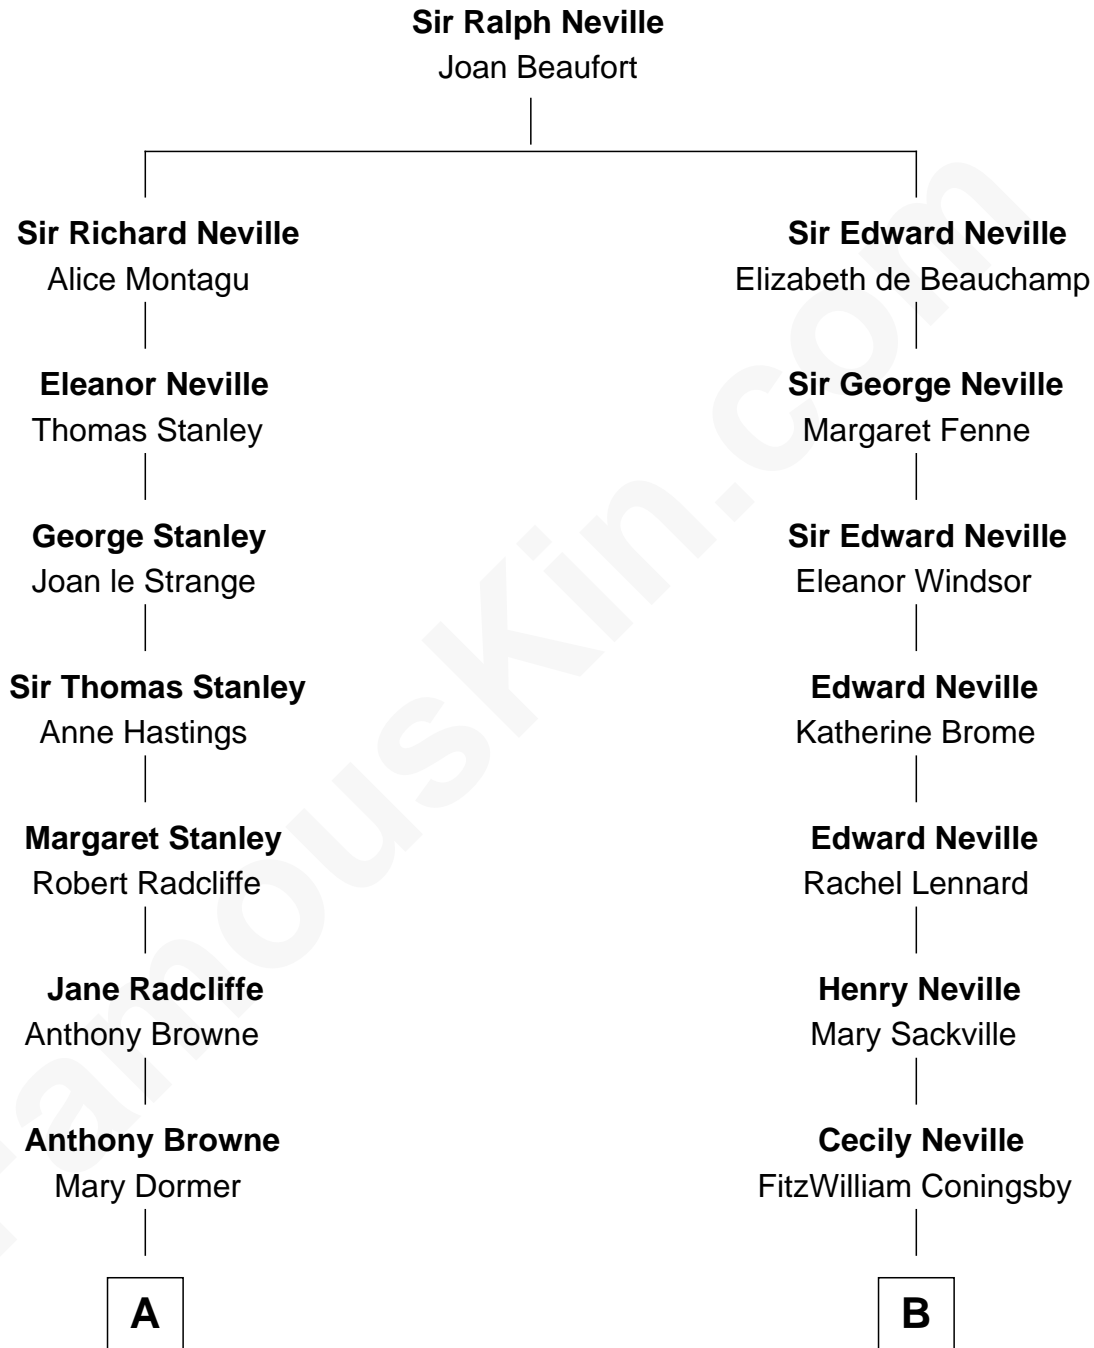 Sir Ralph Neville
Joan Beaufort
Sir Richard Neville
Alice Montagu
Sir Edward Neville
Elizabeth de Beauchamp
Eleanor Neville
Thomas Stanley
Sir George Neville
Margaret Fenne
George Stanley
Joan le Strange
Sir Edward Neville
Eleanor Windsor
Sir Thomas Stanley
Anne Hastings
Edward Neville
Katherine Brome
Margaret Stanley
Robert Radcliffe
Edward Neville
Rachel Lennard
Jane Radcliffe
Anthony Browne
Henry Neville
Mary Sackville
Anthony Browne
Mary Dormer
Cecily Neville
FitzWilliam Coningsby
A
B
FamousKin.com